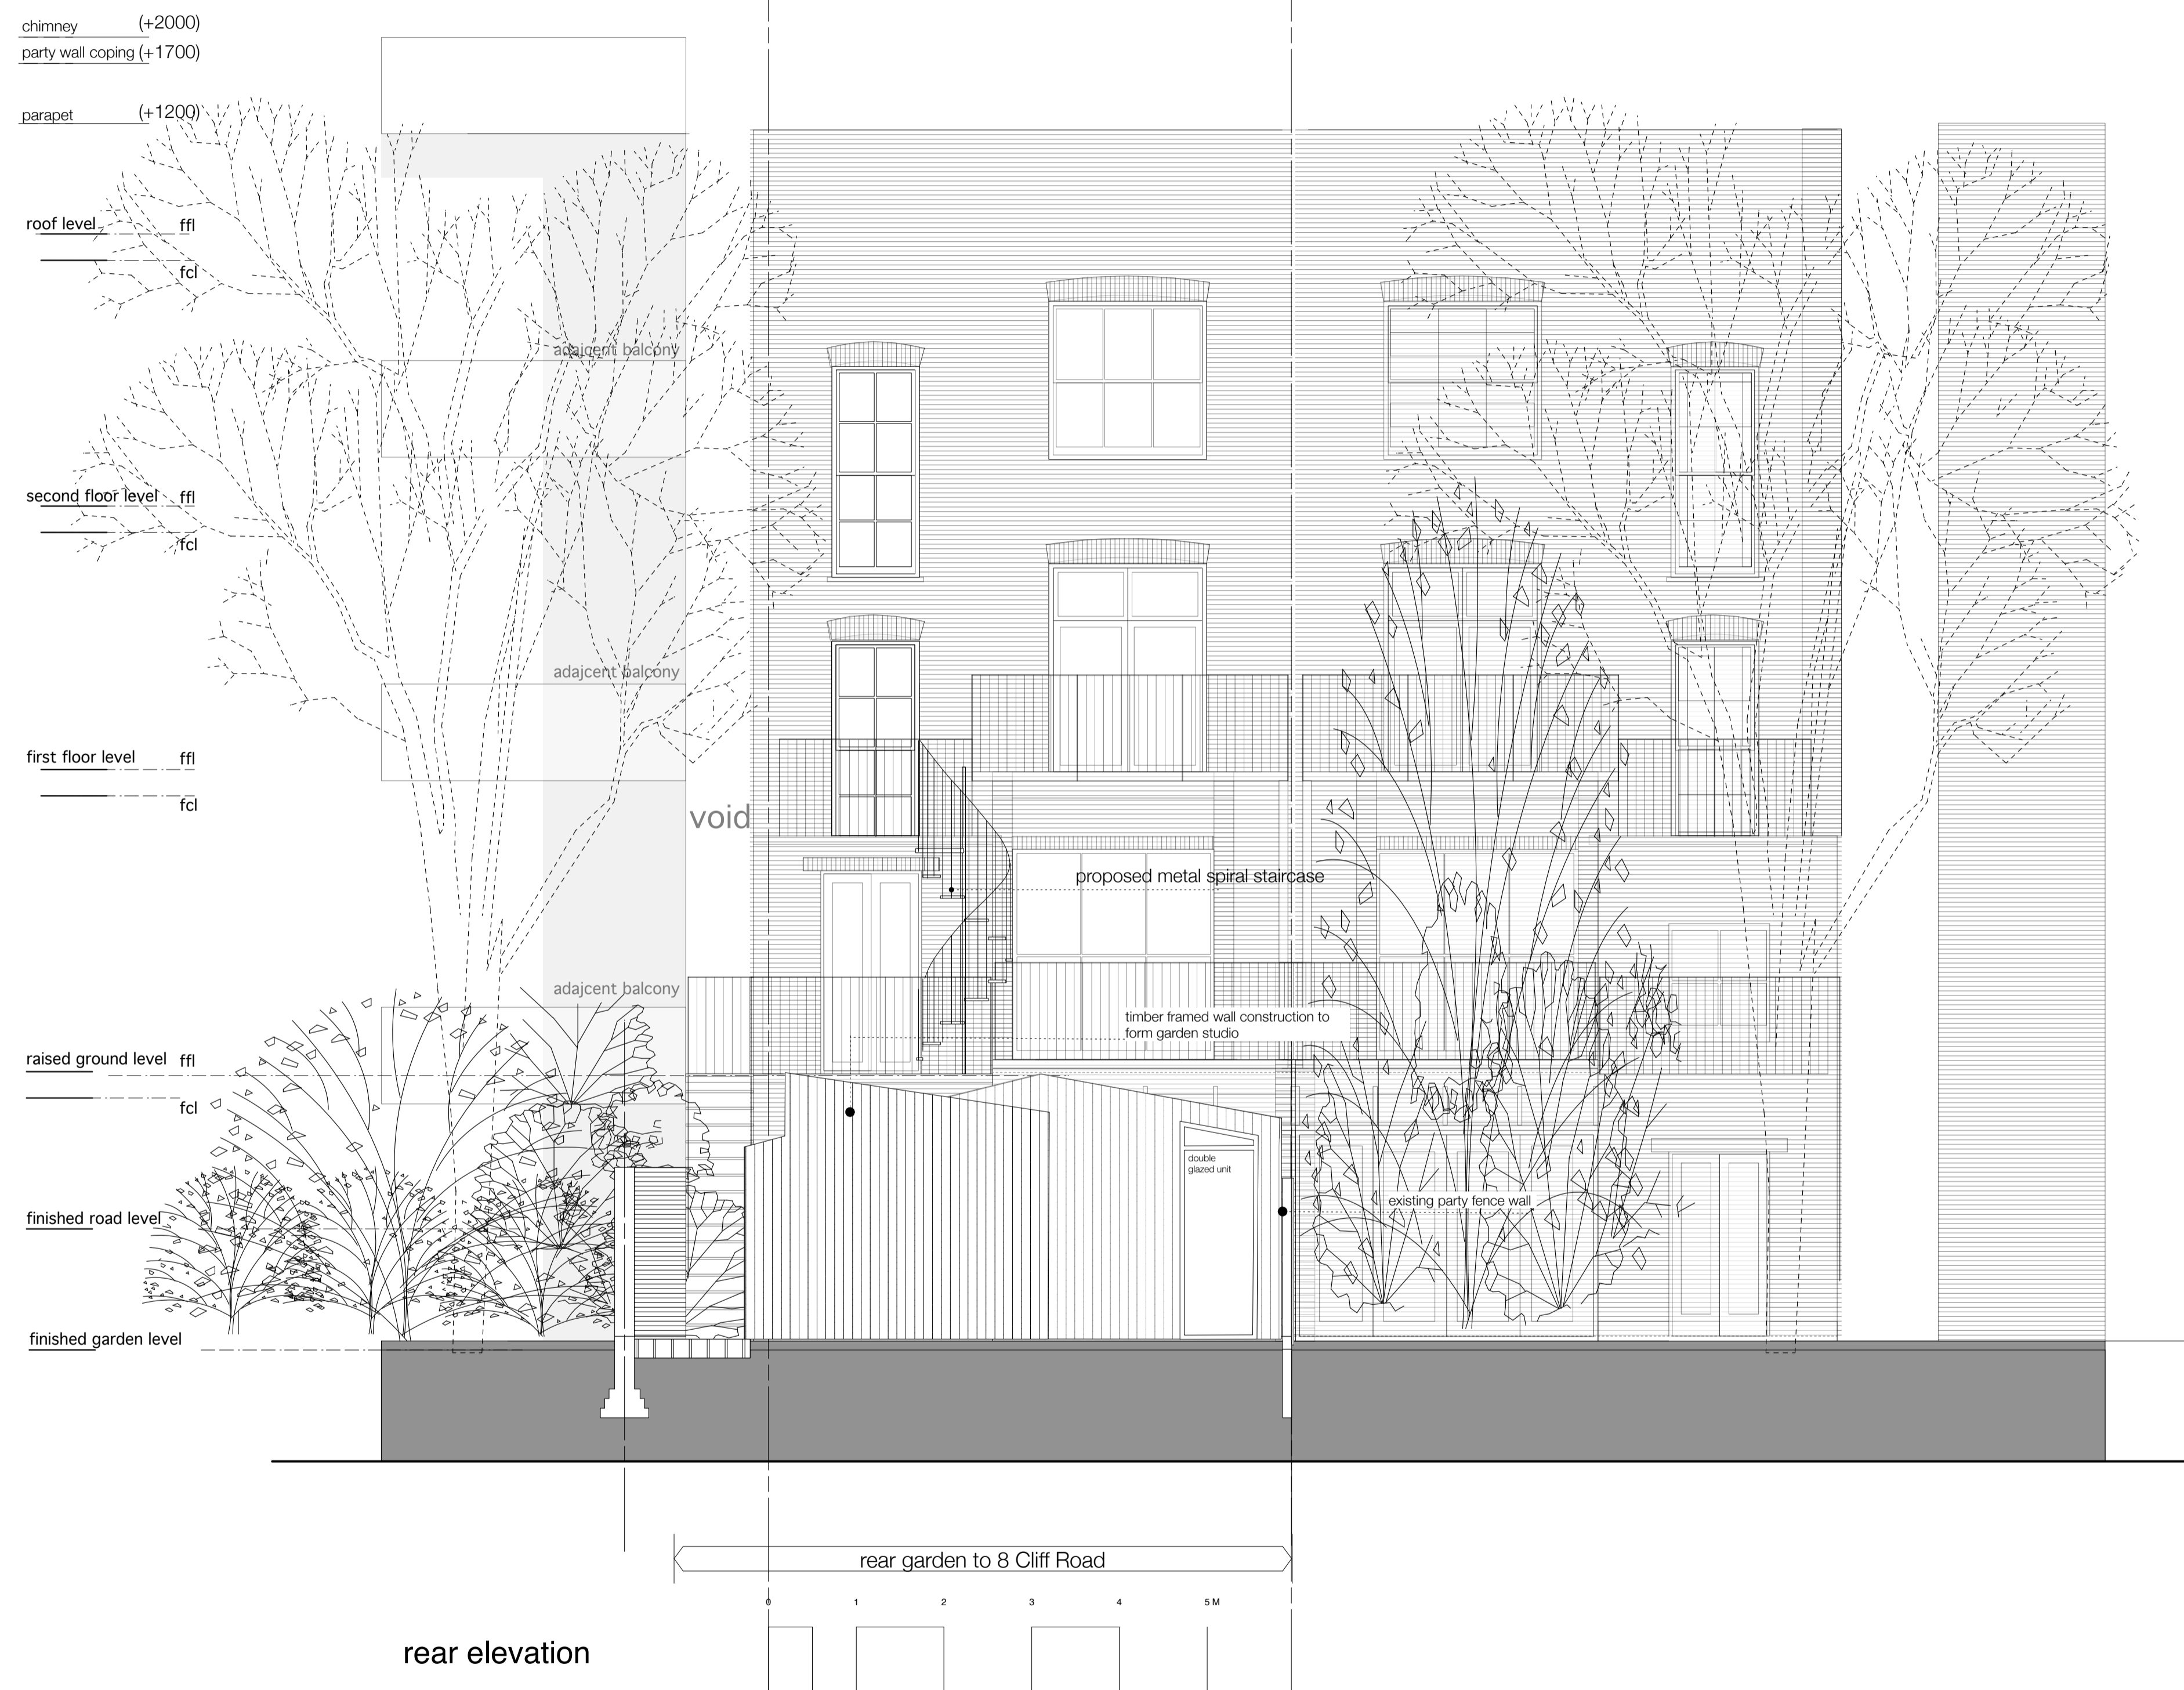 chimney (+2000)
party wall coping (+1700)
parapet (+1200)
roof level ffl
fcl
adajcent balcony
second floor level ffl
fcl
adajcent balcony
first floor level ffl
fcl
void
proposed metal spiral staircase
adajcent balcony
timber framed wall construction to
form garden studio
raised ground level ffl
fcl
double
glazed unit
existing party fence wall
finished road level
finished garden level
rear garden to 8 Cliff Road
0 1 2 3 4 5 M
rear elevation